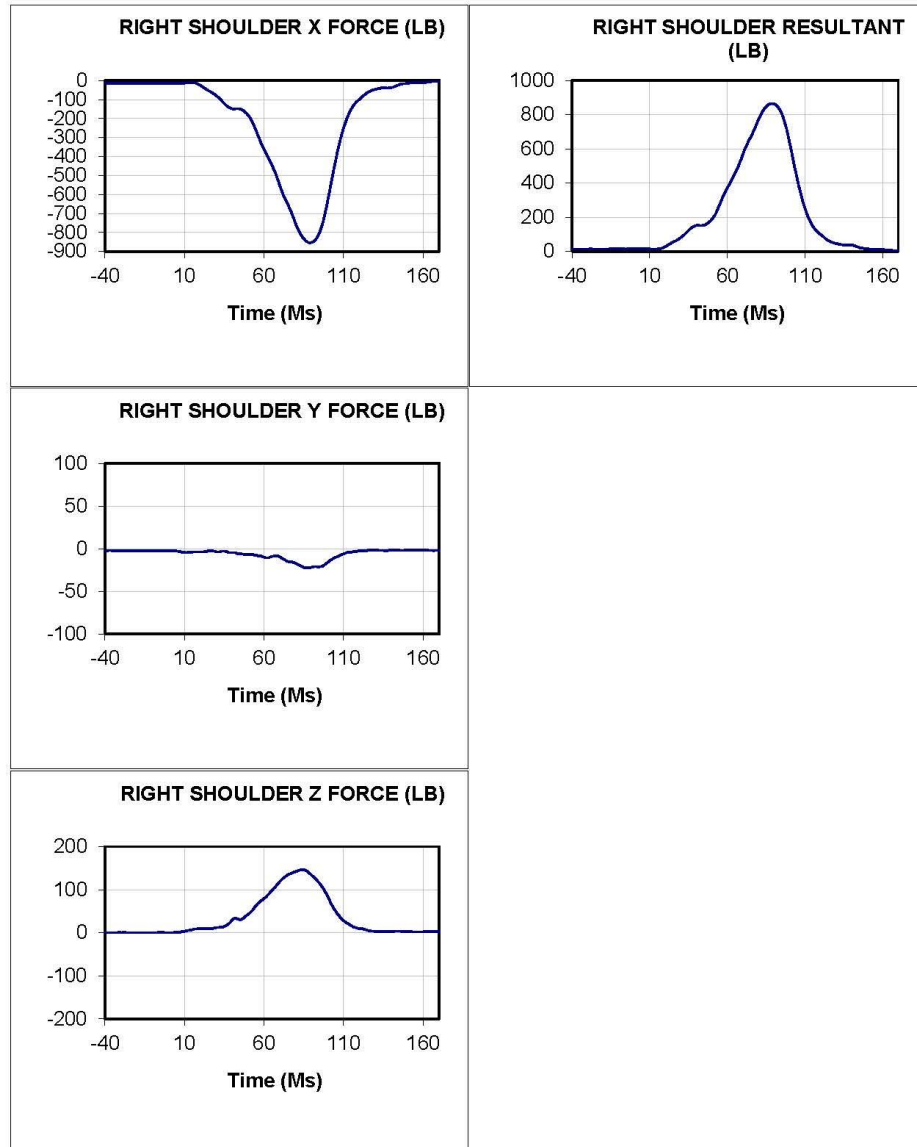 RIGHT SHOULDER X FORCE (LB)
0
-100
-200
-300
-400
-500
-600
-700
-800
-900
-40 10 60 110 160
Time (Ms)
RIGHT SHOULDER RESULTANT
(LB)
1000
800
600
400
200
0
-40 10 60 110 160
Time (Ms)
RIGHT SHOULDER Y FORCE (LB)
100
50
0
-50
-100
-40 10 60 110 160
Time (Ms)
RIGHT SHOULDER Z FORCE (LB)
200
100
0
-100
-200
-40 10 60 110 160
Time (Ms)